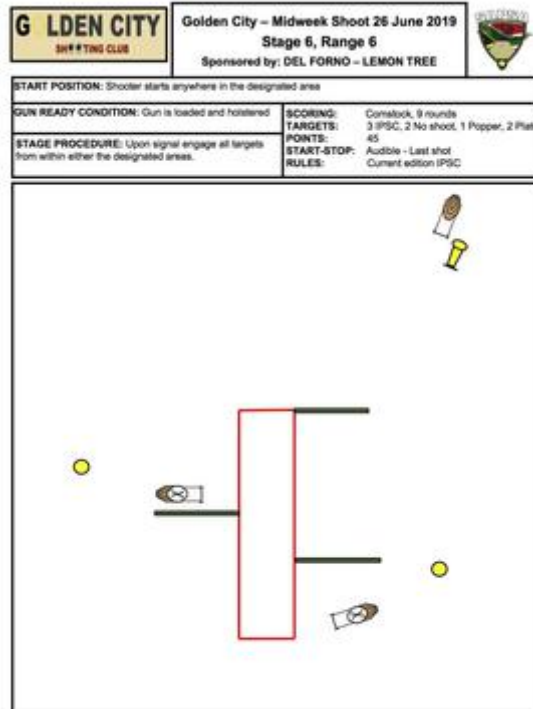 G LDEN CITY
SH TING CLUB
Golden City – Midweek Shoot 26 June 2019
Stage 6, Range 6
Sponsored by: DEL FORNO – LEMON TREE
START POSITION: Shooter starts anywhere in the designated area
GUN READY CONDITION: Gun is loaded and holstered
STAGE PROCEDURE: Upon signal engage all targets
from within either the designated areas.
SCORING: Comstock, 9 rounds
TARGETS: 3 IPSC, 2 No shoot, 1 Popper, 2 Plat
POINTS: 45
START-STOP: Audible - Last shot
RULES: Current edition IPSC